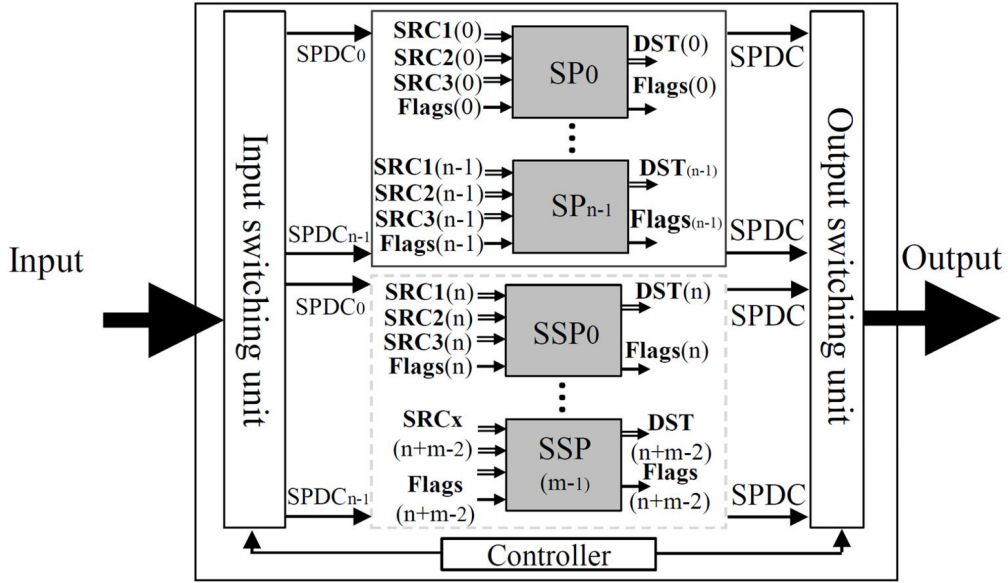 Input
Input switching unit
SPDC0
SPDCn-1
SPDC0
SPDCn-1
SRC1(0)
SRC2(0)
SRC3(0)
Flags(0)
SP0
DST(0)
Flags(0)
SRC1(n-1)
SRC2(n-1)
SRC3(n-1)
Flags(n-1)
SPn-1
DST(n-1)
Flags(n-1)
SRC1(n)
SRC2(n)
SRC3(n)
Flags(n)
SSP0
DST(n)
Flags(n)
SRCx
(n+m-2)
Flags
(n+m-2)
SSP
(m-1)
DST
(n+m-2)
Flags
(n+m-2)
SPDC
SPDC
SPDC
SPDC
Output switching unit
Output
Controller